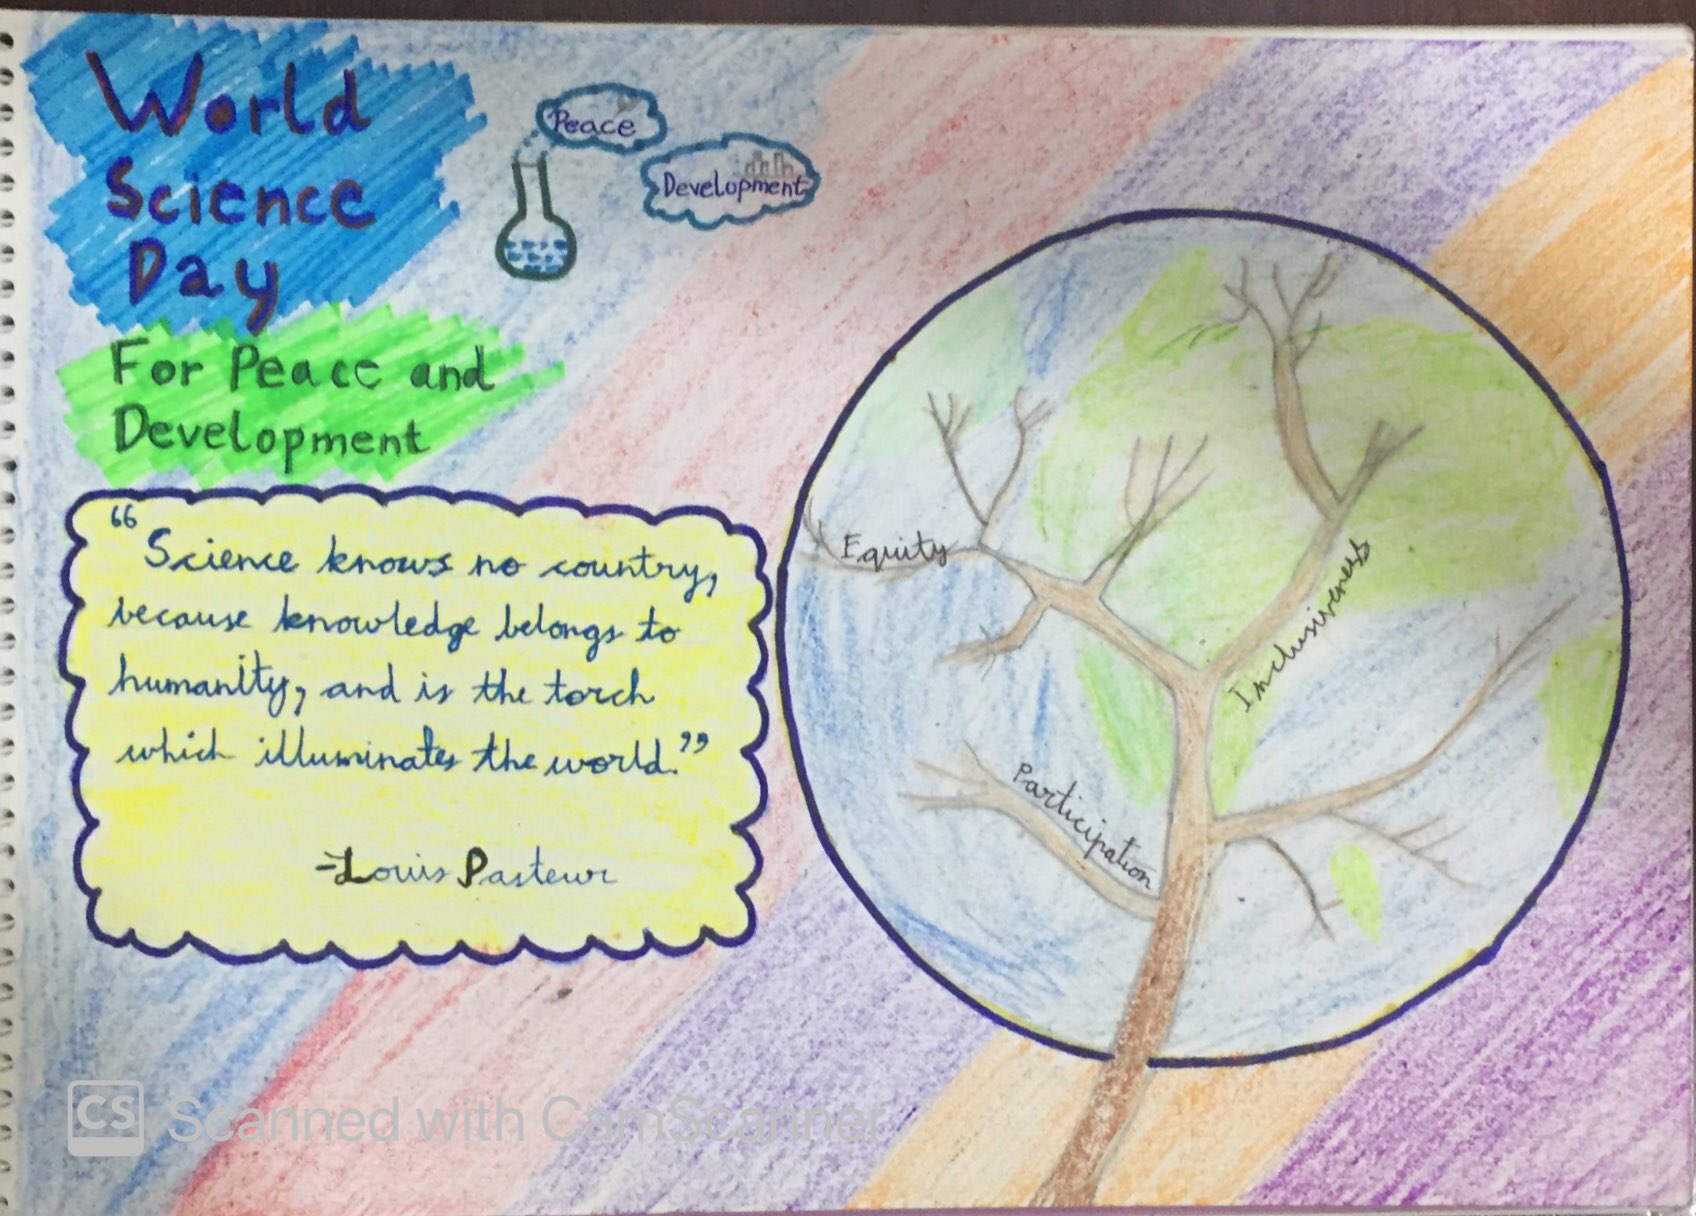 World
Science
Day
For Peace and
Development
Peace
Development
“Science knows no country,
because knowledge belongs to
humanity, and is the torch
which illuminates the world.”
-Louis Pasteur
Equity
Inclusiveness
Participation
CS Scanned with CamScanner